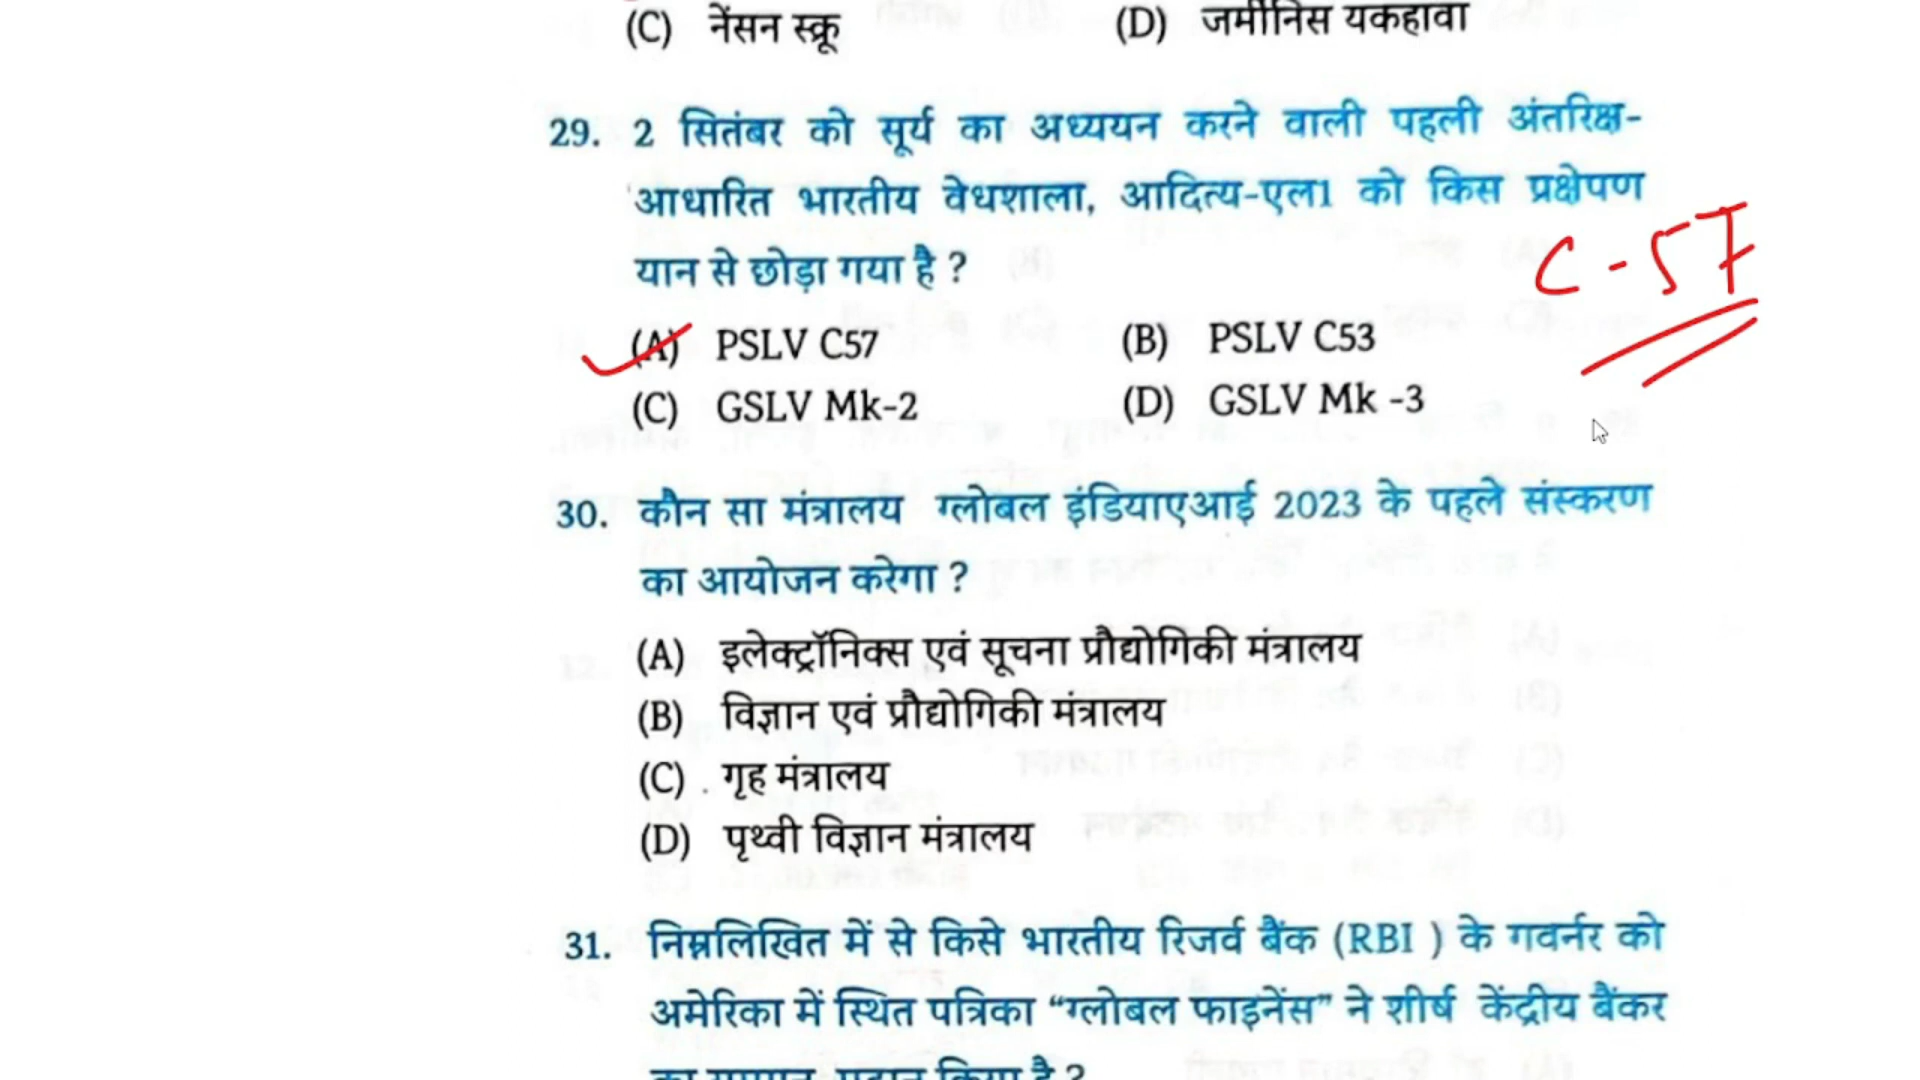 (C) नेंसन स्क्रू (D) जर्मीनिस यकहावा
29. 2 सितंबर को सूर्य का अध्ययन करने वाली पहली अंतरिक्ष-
आधारित भारतीय वेधशाला, आदित्य-एल1 को किस प्रक्षेपण
यान से छोड़ा गया है ?
C-57
(A) PSLV C57 (B) PSLV C53
(C) GSLV Mk-2 (D) GSLV Mk -3
30. कौन सा मंत्रालय ग्लोबल इंडियाएआई 2023 के पहले संस्करण
का आयोजन करेगा ?
(A) इलेक्ट्रॉनिक्स एवं सूचना प्रौद्योगिकी मंत्रालय
(B) विज्ञान एवं प्रौद्योगिकी मंत्रालय
(C) . गृह मंत्रालय
(D) पृथ्वी विज्ञान मंत्रालय
31. निम्नलिखित में से किसे भारतीय रिजर्व बैंक (RBI ) के गवर्नर को
अमेरिका में स्थित पत्रिका “ग्लोबल फाइनेंस” ने शीर्ष केंद्रीय बैंकर
किया है ?